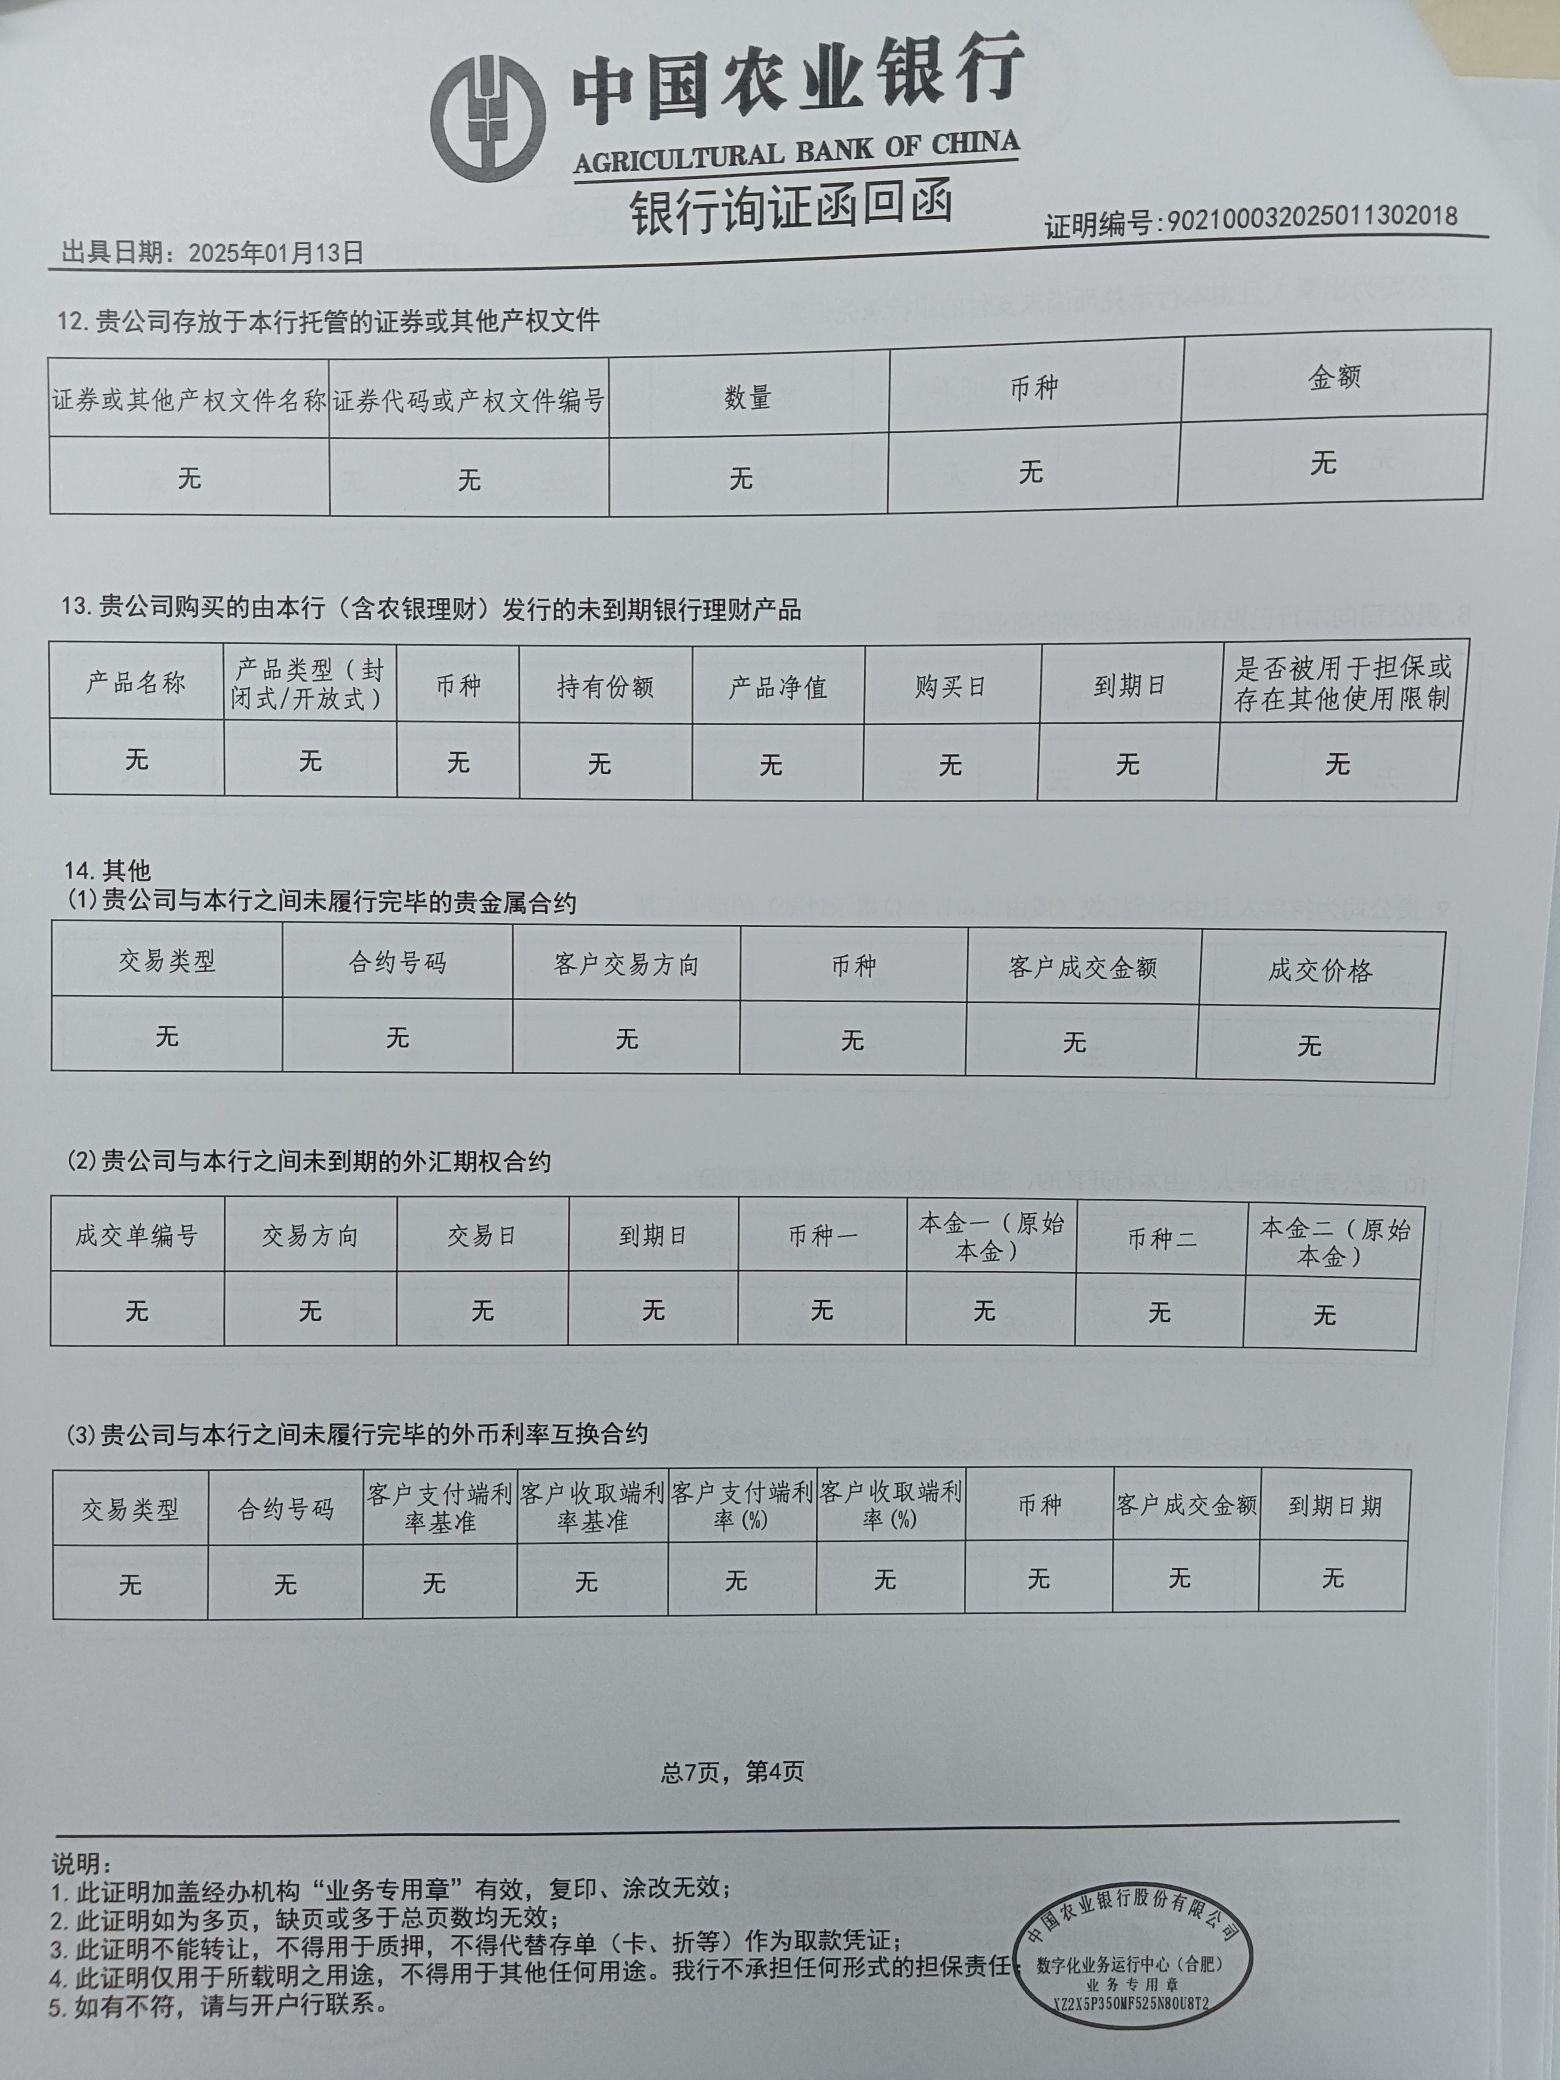 中国农业银行
AGRICULTURAL BANK OF CHINA
银行询证函回函
出具日期：2025年01月13日
证明编号:902100032025011302018
12.贵公司存放于本行托管的证券或其他产权文件
证券或其他产权文件名称 证券代码或产权文件编号 数量 币种 金额
无 无 无 无 无
13.贵公司购买的由本行（含农银理财）发行的未到期银行理财产品
产品名称 产品类型（封闭式/开放式） 币种 持有份额 产品净值 购买日 到期日 是否被用于担保或存在其他使用限制
无 无 无 无 无 无 无 无
14.其他
(1)贵公司与本行之间未履行完毕的贵金属合约
交易类型 合约号码 客户交易方向 币种 客户成交金额 成交价格
无 无 无 无 无 无
(2)贵公司与本行之间未到期的外汇期权合约
成交单编号 交易方向 交易日 到期日 币种一 本金一（原始本金） 币种二 本金二（原始本金）
无 无 无 无 无 无 无 无
(3)贵公司与本行之间未履行完毕的外币利率互换合约
交易类型 合约号码 客户支付端利率基准 客户收取端利率基准 客户支付端利率(%) 客户收取端利率(%) 币种 客户成交金额 到期日期
无 无 无 无 无 无 无 无 无
总7页，第4页
说明：
1.此证明加盖经办机构“业务专用章”有效，复印、涂改无效；
2.此证明如为多页，缺页或多于总页数均无效；
3.此证明不能转让，不得用于质押，不得代替存单（卡、折等）作为取款凭证；
4.此证明仅用于所载明之用途，不得用于其他任何用途。我行不承担任何形式的担保责任；
5.如有不符，请与开户行联系。
中国农业银行股份有限公司
数字化业务运行中心（合肥）
业务专用章
XZ2X5P350MF525N80U8T2